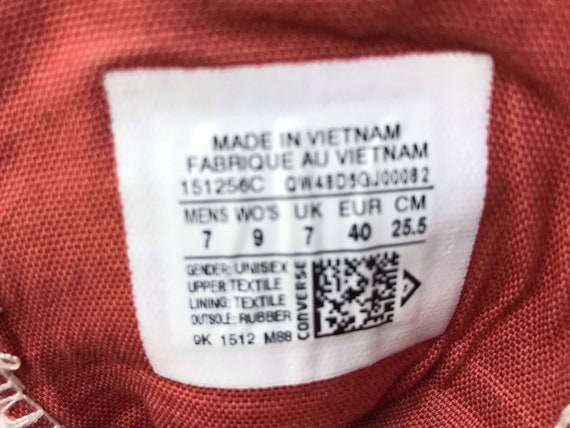 MADE IN VIETNAM
FABRIQUE AU VIETNAM
151256C QW48D5QJ00082
MENS WO'S UK EUR CM
7 9 7 40 25.5
GENDER: UNISEX
UPPER: TEXTILE
LINING: TEXTILE
OUTSOLE: RUBBER
9K 1512 M88
CONVERSE